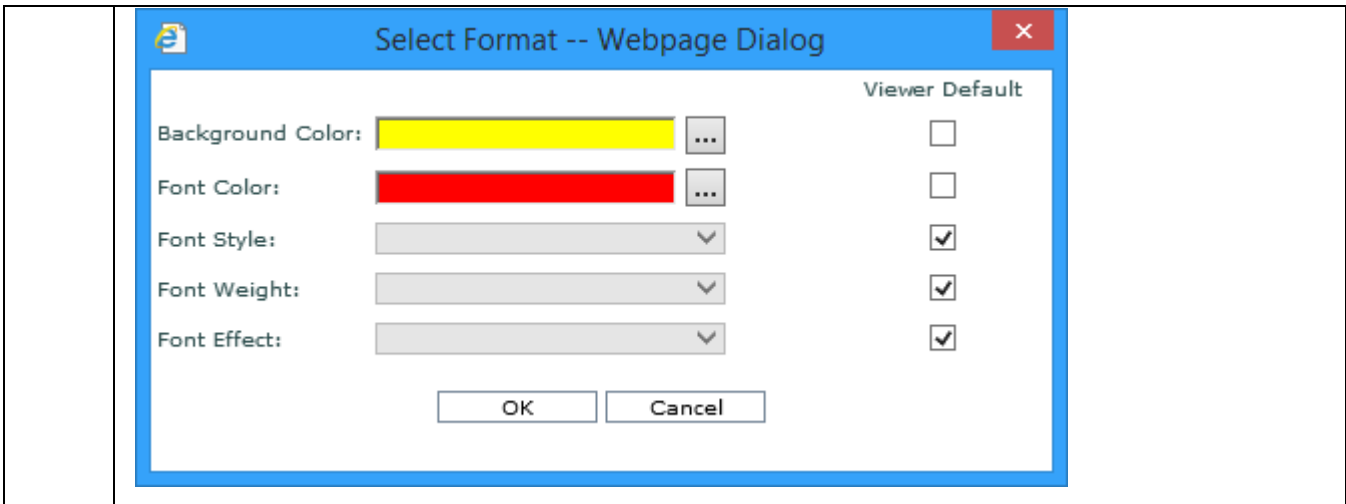 Select Format -- Webpage Dialog
Viewer Default
Background Color: ...
Font Color: ...
Font Style:
Font Weight:
Font Effect:
OK Cancel